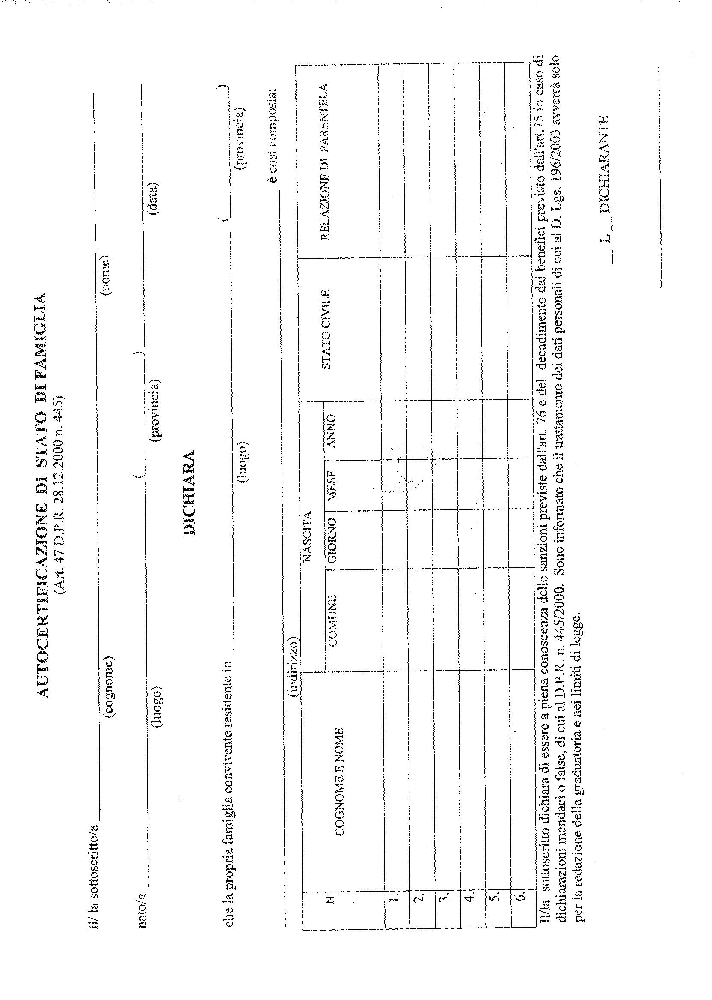 AUTOCERTIFICAZIONE DI STATO DI FAMIGLIA
(Art. 47 D.P.R. 28.12.2000 n. 445)
Il/ la sottoscritto/a
(cognome) (nome)
nato/a ( )
(luogo) (provincia) (data)
DICHIARA
che la propria famiglia convivente residente in ( )
(luogo) (provincia)
è così composta:
(indirizzo)
N COGNOME E NOME NASCITA STATO CIVILE RELAZIONE DI PARENTELA
COMUNE GIORNO MESE ANNO
1.
2.
3.
4.
5.
6.
Il/la sottoscritto dichiara di essere a piena conoscenza delle sanzioni previste dall'art. 76 e del decadimento dai benefici previsto dall'art.75 in caso di
dichiarazioni mendaci o false, di cui al D.P.R. n. 445/2000. Sono informato che il trattamento dei dati personali di cui al D. Lgs. 196/2003 avverrà solo
per la redazione della graduatoria e nei limiti di legge.
__ L __ DICHIARANTE